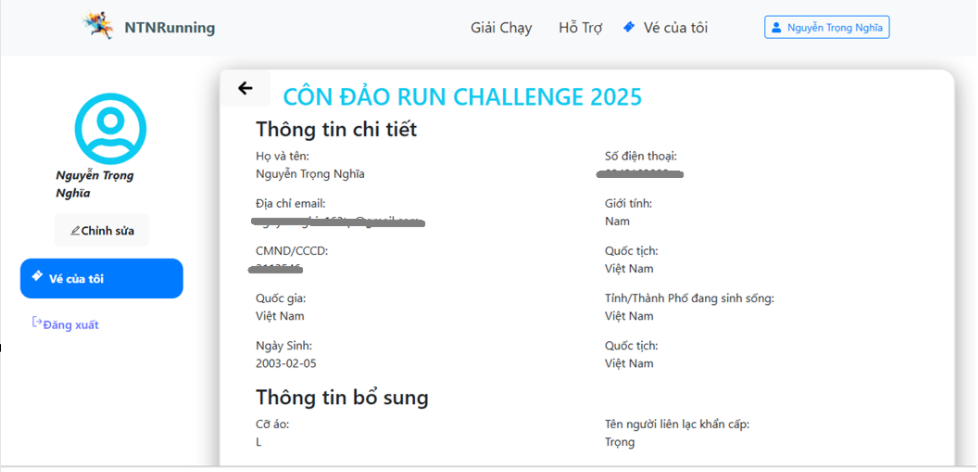 NTNRunning
Giải Chạy
Hỗ Trợ
Vé của tôi
Nguyễn Trọng Nghĩa
Nguyễn Trọng
Nghĩa
Chỉnh sửa
Vé của tôi
Đăng xuất
CÔN ĐẢO RUN CHALLENGE 2025
Thông tin chi tiết
Họ và tên:
Nguyễn Trọng Nghĩa
Số điện thoại:
Địa chỉ email:
Giới tính:
Nam
CMND/CCCD:
Quốc tịch:
Việt Nam
Quốc gia:
Việt Nam
Tỉnh/Thành Phố đang sinh sống:
Việt Nam
Ngày Sinh:
2003-02-05
Quốc tịch:
Việt Nam
Thông tin bổ sung
Cỡ áo:
L
Tên người liên lạc khẩn cấp:
Trọng